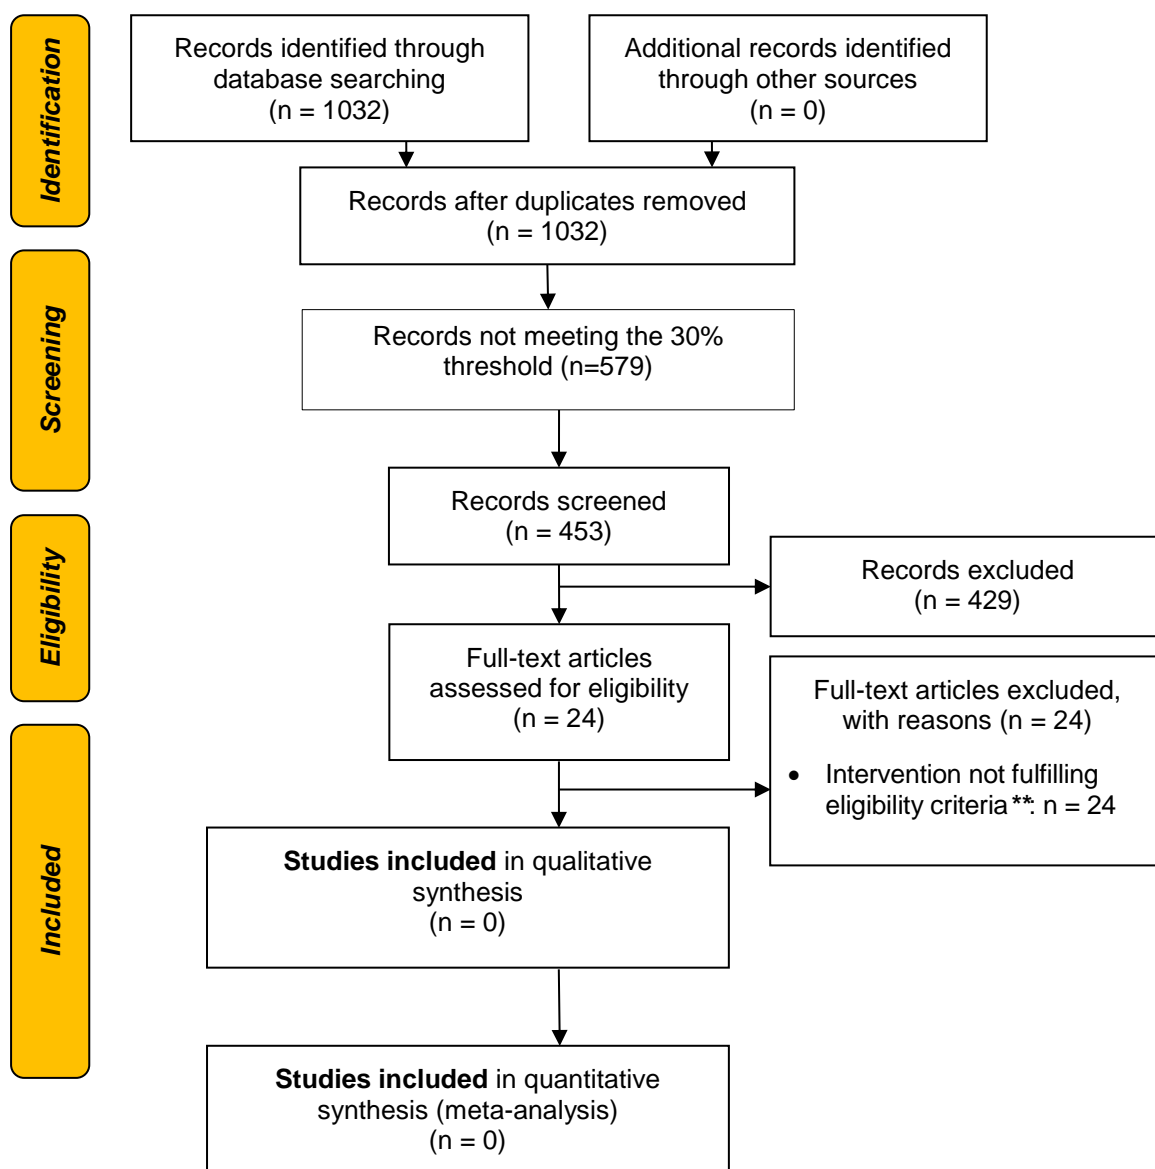 Identification
Records identified through
database searching
(n = 1032)
Additional records identified
through other sources
(n = 0)
Records after duplicates removed
(n = 1032)
Screening
Records not meeting the 30%
threshold (n=579)
Records screened
(n = 453)
Eligibility
Records excluded
(n = 429)
Full-text articles
assessed for eligibility
(n = 24)
Full-text articles excluded,
with reasons (n = 24)
• Intervention not fulfilling
eligibility criteria**: n = 24
Included
Studies included in qualitative
synthesis
(n = 0)
Studies included in quantitative
synthesis (meta-analysis)
(n = 0)